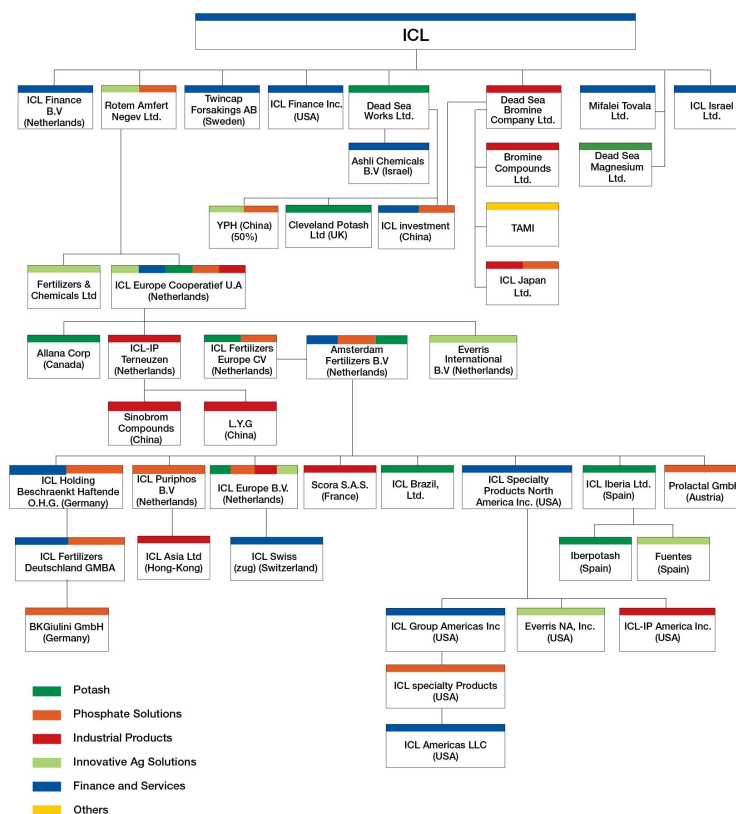 ICL
ICL Finance
B.V
(Netherlands)
Rotem Amfert
Negev Ltd.
Twincap
Forsakings AB
(Sweden)
ICL Finance Inc.
(USA)
Dead Sea
Works Ltd.
Dead Sea
Bromine
Company Ltd.
Mifalei Tovala
Ltd.
ICL Israel
Ltd.
Ashli Chemicals
B.V (Israel)
Bromine
Compounds
Ltd.
Dead Sea
Magnesium Ltd.
YPH (China)
(50%)
Cleveland Potash
Ltd (UK)
ICL investment
(China)
TAMI
ICL Japan
Ltd.
Fertilizers &
Chemicals Ltd
ICL Europe Cooperatief U.A
(Netherlands)
Allana Corp
(Canada)
ICL-IP
Terneuzen
(Netherlands)
ICL Fertilizers
Europe CV
(Netherlands)
Amsterdam
Fertilizers B.V
(Netherlands)
Everris
International
B.V (Netherlands)
Sinobrom
Compounds
(China)
L.Y.G
(China)
ICL Holding
Beschraenkt Haftende
O.H.G. (Germany)
ICL Puriphos
B.V
(Netherlands)
ICL Europe B.V.
(Netherlands)
Scora S.A.S.
(France)
ICL Brazil,
Ltd.
ICL Specialty
Products North
America Inc. (USA)
ICL Iberia Ltd.
(Spain)
Prolactal GmbH
(Austria)
ICL Fertilizers
Deutschland GMBA
ICL Asia Ltd
(Hong-Kong)
ICL Swiss
(zug) (Switzerland)
Iberpotash
(Spain)
Fuentes
(Spain)
BKGiulini GmbH
(Germany)
ICL Group Americas Inc
(USA)
Everris NA, Inc.
(USA)
ICL-IP America Inc.
(USA)
ICL specialty Products
(USA)
ICL Americas LLC
(USA)
Potash
Phosphate Solutions
Industrial Products
Innovative Ag Solutions
Finance and Services
Others